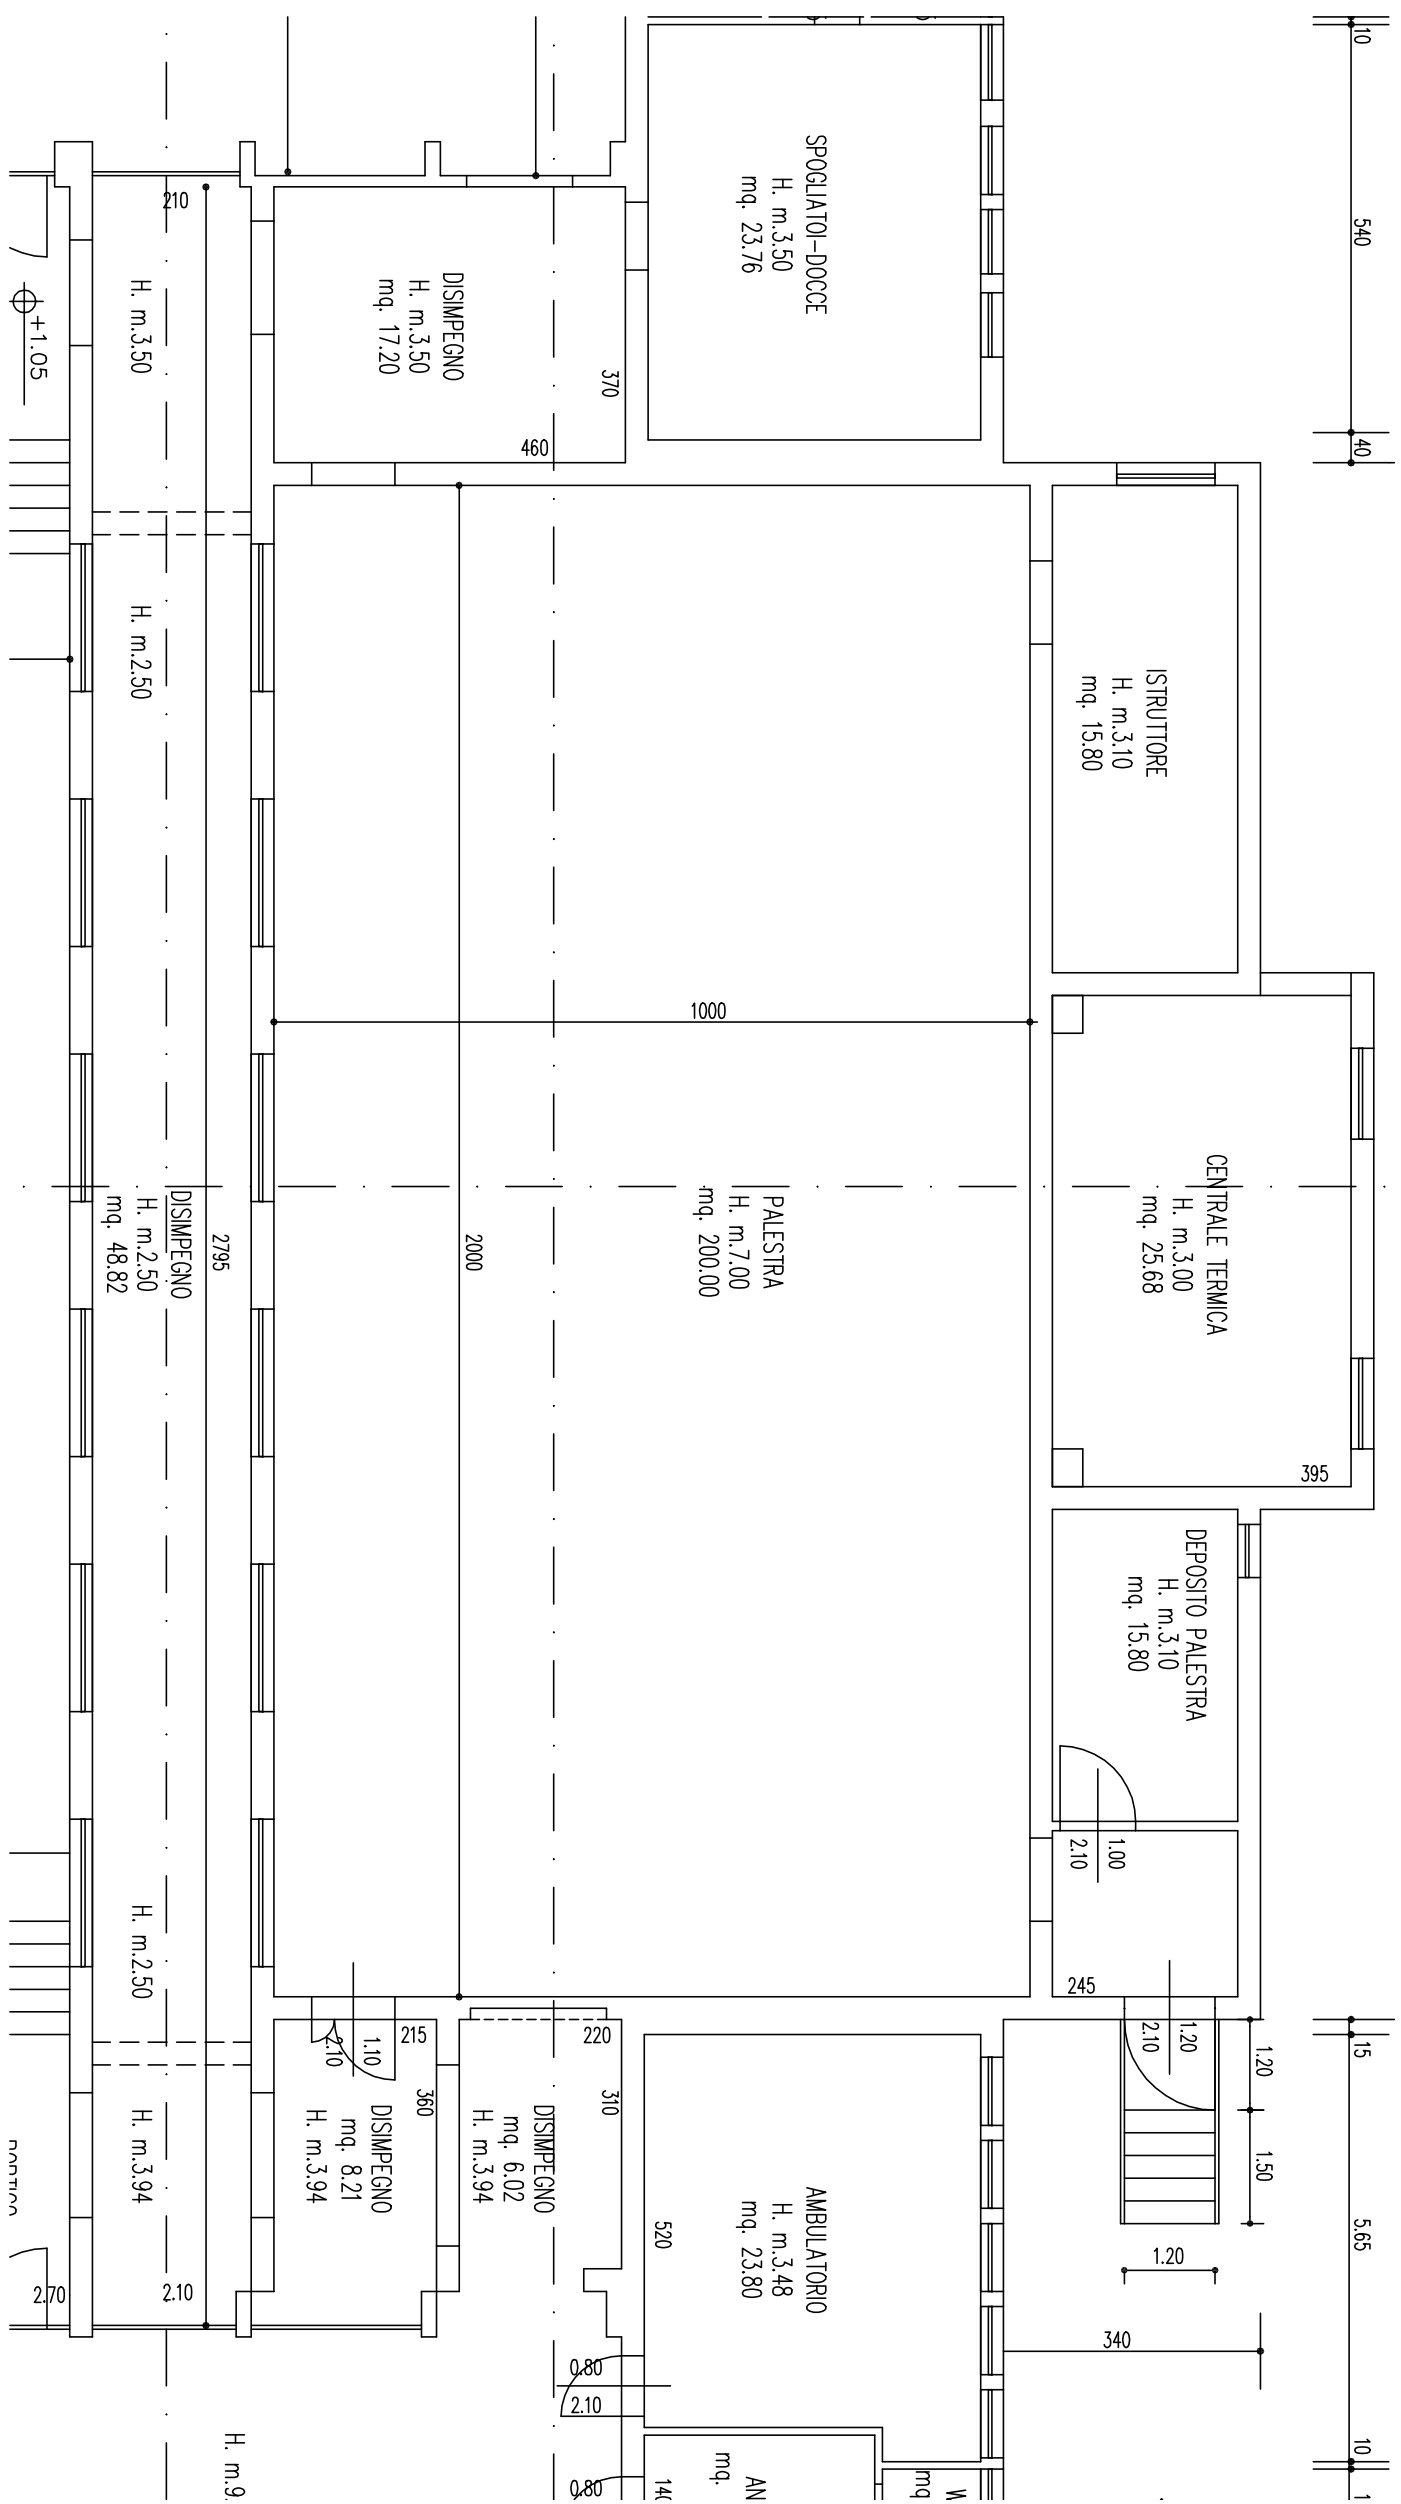 10
540
40
SPOGLIATOI-DOCCE
H. m.3.50
mq. 23.76
DISIMPEGNO
H. m.3.50
mq. 17.20
370
460
210
H. m.3.50
+1.05
H. m.2.50
ISTRUTTORE
H. m.3.10
mq. 15.80
1000
CENTRALE TERMICA
H. m.3.00
mq. 25.68
395
PALESTRA
H. m.7.00
mq. 200.00
2000
2795
DISIMPEGNO
H. m.2.50
mq. 48.82
DEPOSITO PALESTRA
H. m.3.10
mq. 15.80
1.00
2.10
245
H. m.2.50
1.20
2.10
1.20
1.50
1.20
340
15
5.65
10
215
1.10
2.10
220
310
360
DISIMPEGNO
mq. 6.02
H. m.3.94
DISIMPEGNO
mq. 8.21
H. m.3.94
H. m.3.94
520
AMBULATORIO
H. m.3.48
mq. 23.80
PORTICO
2.70
2.10
0.80
2.10
H. m.9.
0.80
140
AN
mq.
W
mq